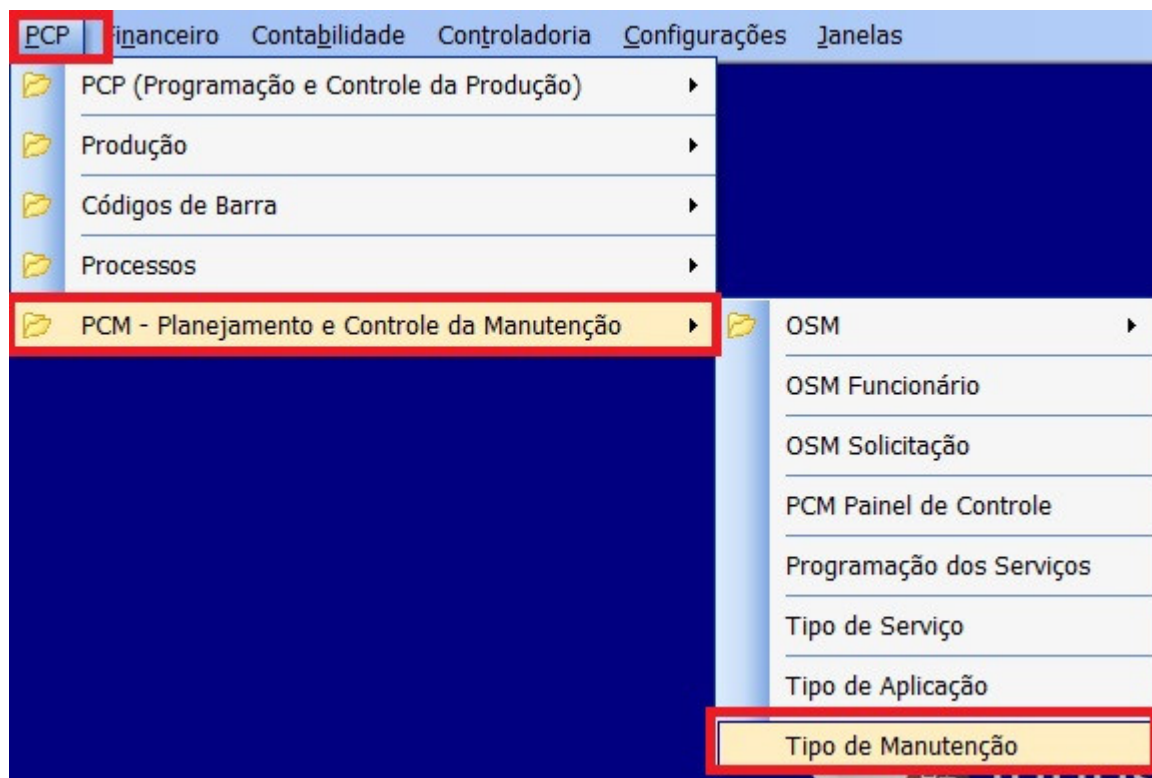 PCP Financeiro Contabilidade Controladoria Configurações Janelas
PCP (Programação e Controle da Produção)
Produção
Códigos de Barra
Processos
PCM - Planejamento e Controle da Manutenção OSM
OSM Funcionário
OSM Solicitação
PCM Painel de Controle
Programação dos Serviços
Tipo de Serviço
Tipo de Aplicação
Tipo de Manutenção